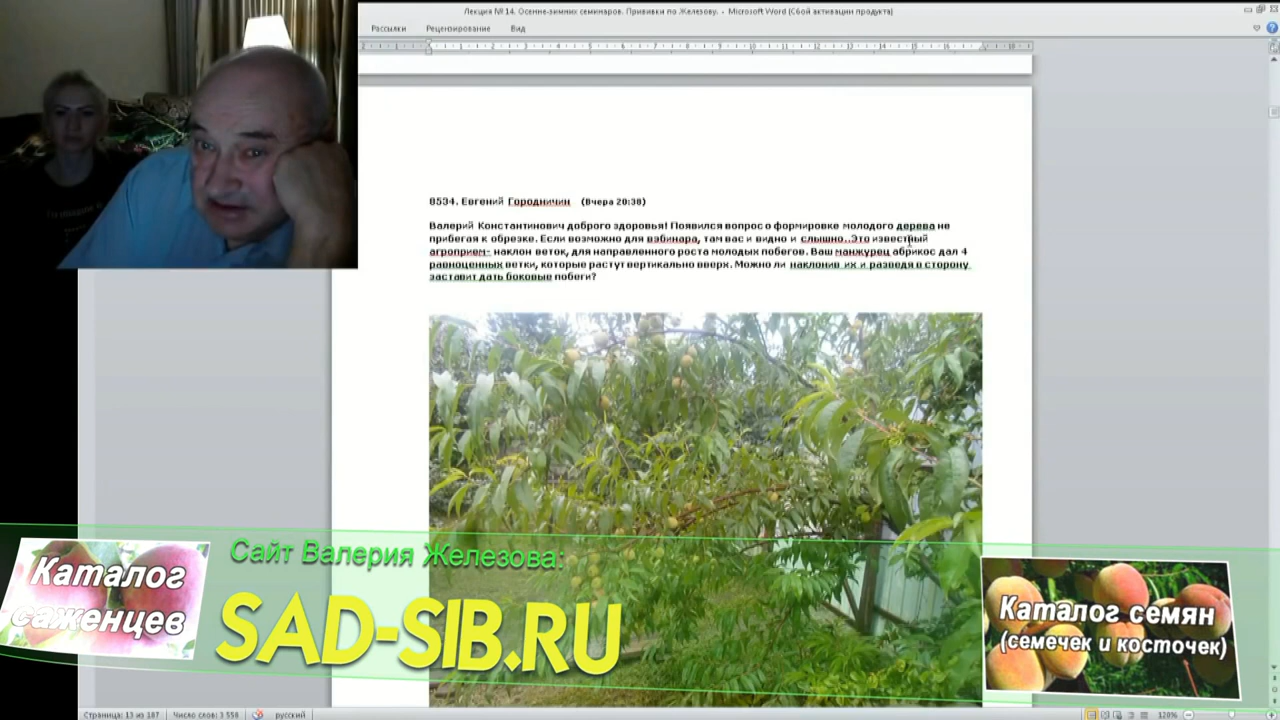 Лекция №14. Осенне-зимних семинаров. Прививки по Железову. - Microsoft Word (Сбой активации продукта)
Рассылки Рецензирование Вид
8534. Евгений Городничин (Вчера 20:38)
Валерий Константинович доброго здоровья! Появился вопрос о формировке молодого дерева не
прибегая к обрезке. Если возможно для вэбинара, там вас и видно и слышно..Это известный
агроприем- наклон веток, для направленного роста молодых побегов. Ваш манжурец абрикос дал 4
равноценных ветки, которые растут вертикально вверх. Можно ли наклонив их и разведя в сторону
заставит дать боковые побеги?
Сайт Валерия Железова:
SAD-SIB.RU
Каталог
саженцев
Каталог семян
(семечек и косточек)
Страница: 13 из 187 Число слов: 3 558 русский 120%